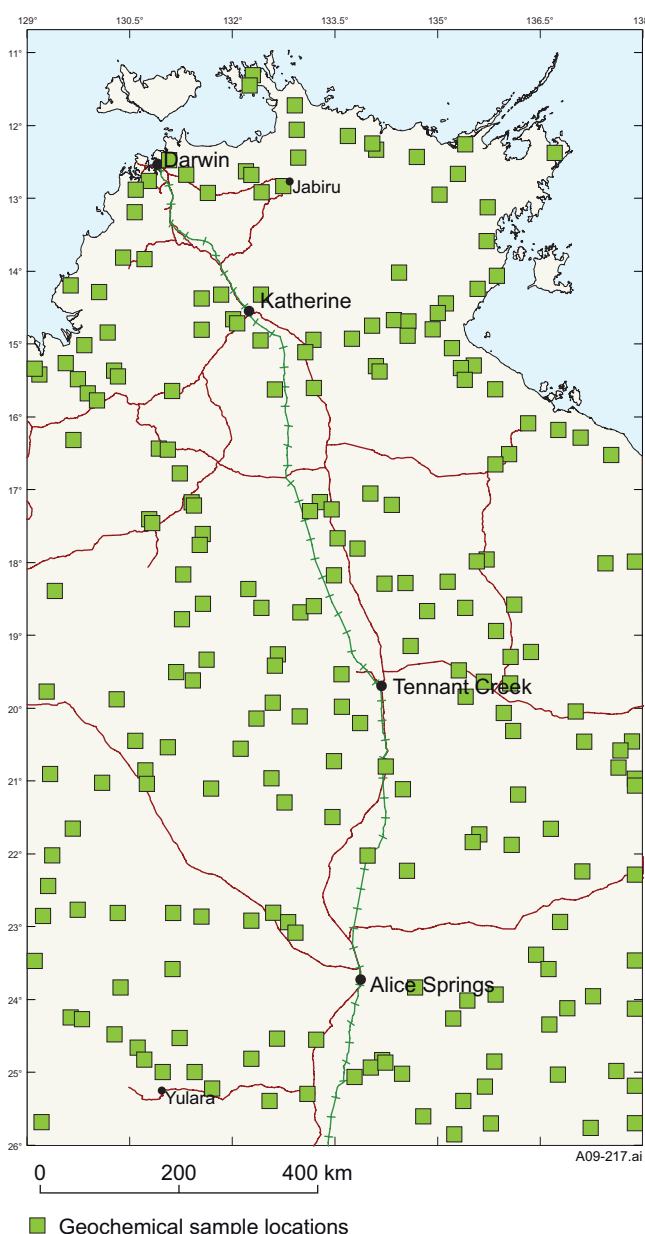 129° 130.5° 132° 133.5° 135° 136.5° 138
11°
12°
Darwin
13°
Jabiru
14°
Katherine
15°
16°
17°
18°
19°
Tennant Creek
20°
21°
22°
23°
Alice Springs
24°
25°
Yulara
26°
A09-217.ai
0 200 400 km
Geochemical sample locations